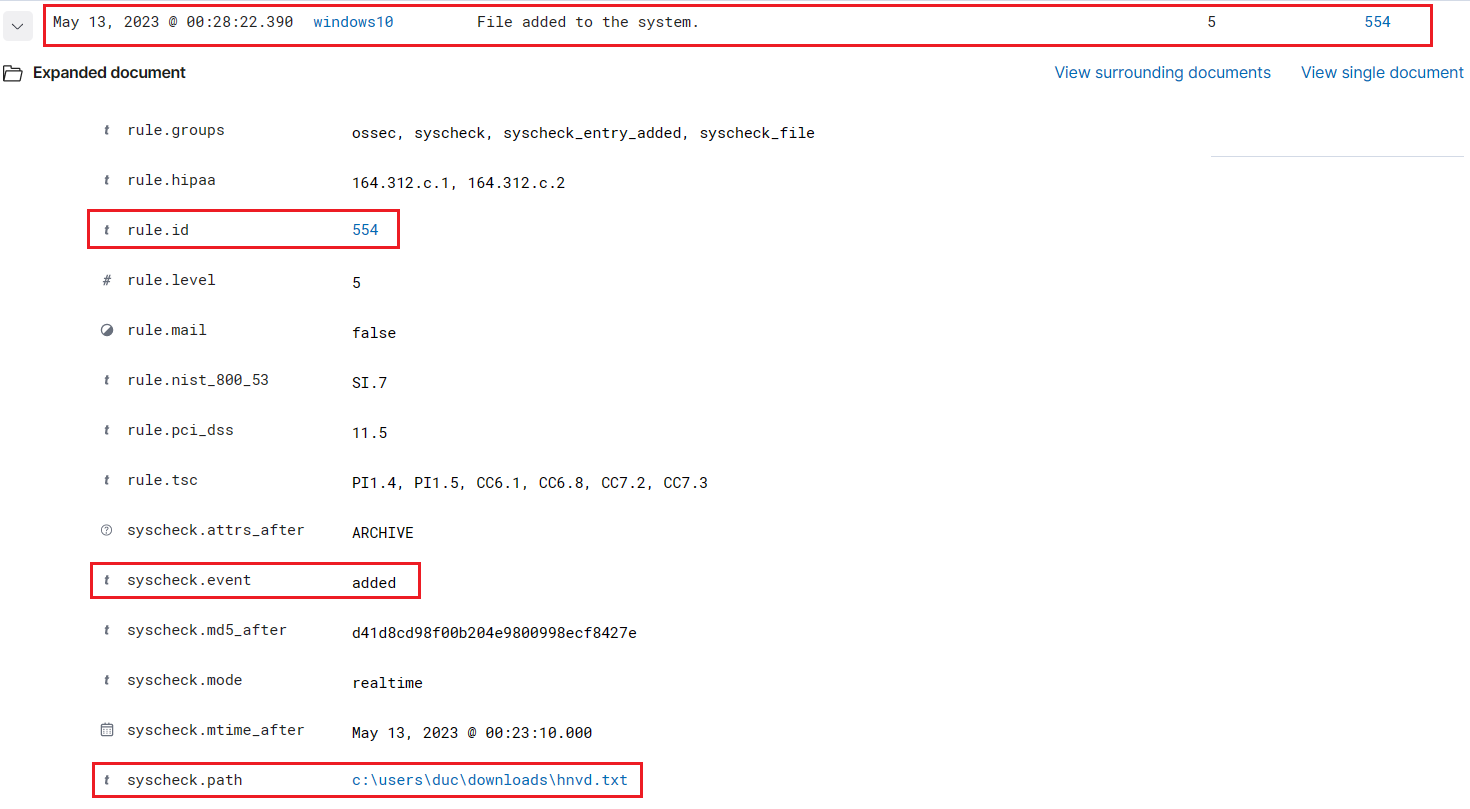 May 13, 2023 @ 00:28:22.390 windows10 File added to the system. 5 554
Expanded document View surrounding documents View single document
t rule.groups ossec, syscheck, syscheck_entry_added, syscheck_file
t rule.hipaa 164.312.c.1, 164.312.c.2
t rule.id 554
# rule.level 5
rule.mail false
t rule.nist_800_53 SI.7
t rule.pci_dss 11.5
t rule.tsc PI1.4, PI1.5, CC6.1, CC6.8, CC7.2, CC7.3
? syscheck.attrs_after ARCHIVE
t syscheck.event added
t syscheck.md5_after d41d8cd98f00b204e9800998ecf8427e
t syscheck.mode realtime
syscheck.mtime_after May 13, 2023 @ 00:23:10.000
t syscheck.path c:\users\duc\downloads\hnvd.txt